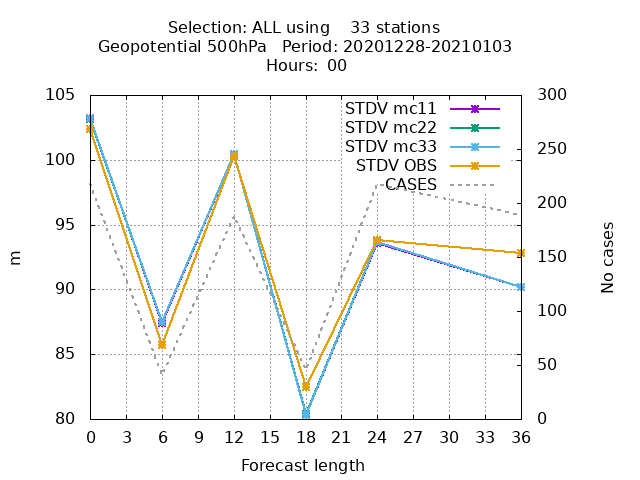 Selection: ALL using    33 stations
Geopotential 500hPa   Period: 20201228-20210103
Hours:  00
105
100
95
90
85
80
300
250
200
150
100
50
0
STDV mc11
STDV mc22
STDV mc33
STDV OBS
CASES
m
No cases
0 3 6 9 12 15 18 21 24 27 30 33 36
Forecast length